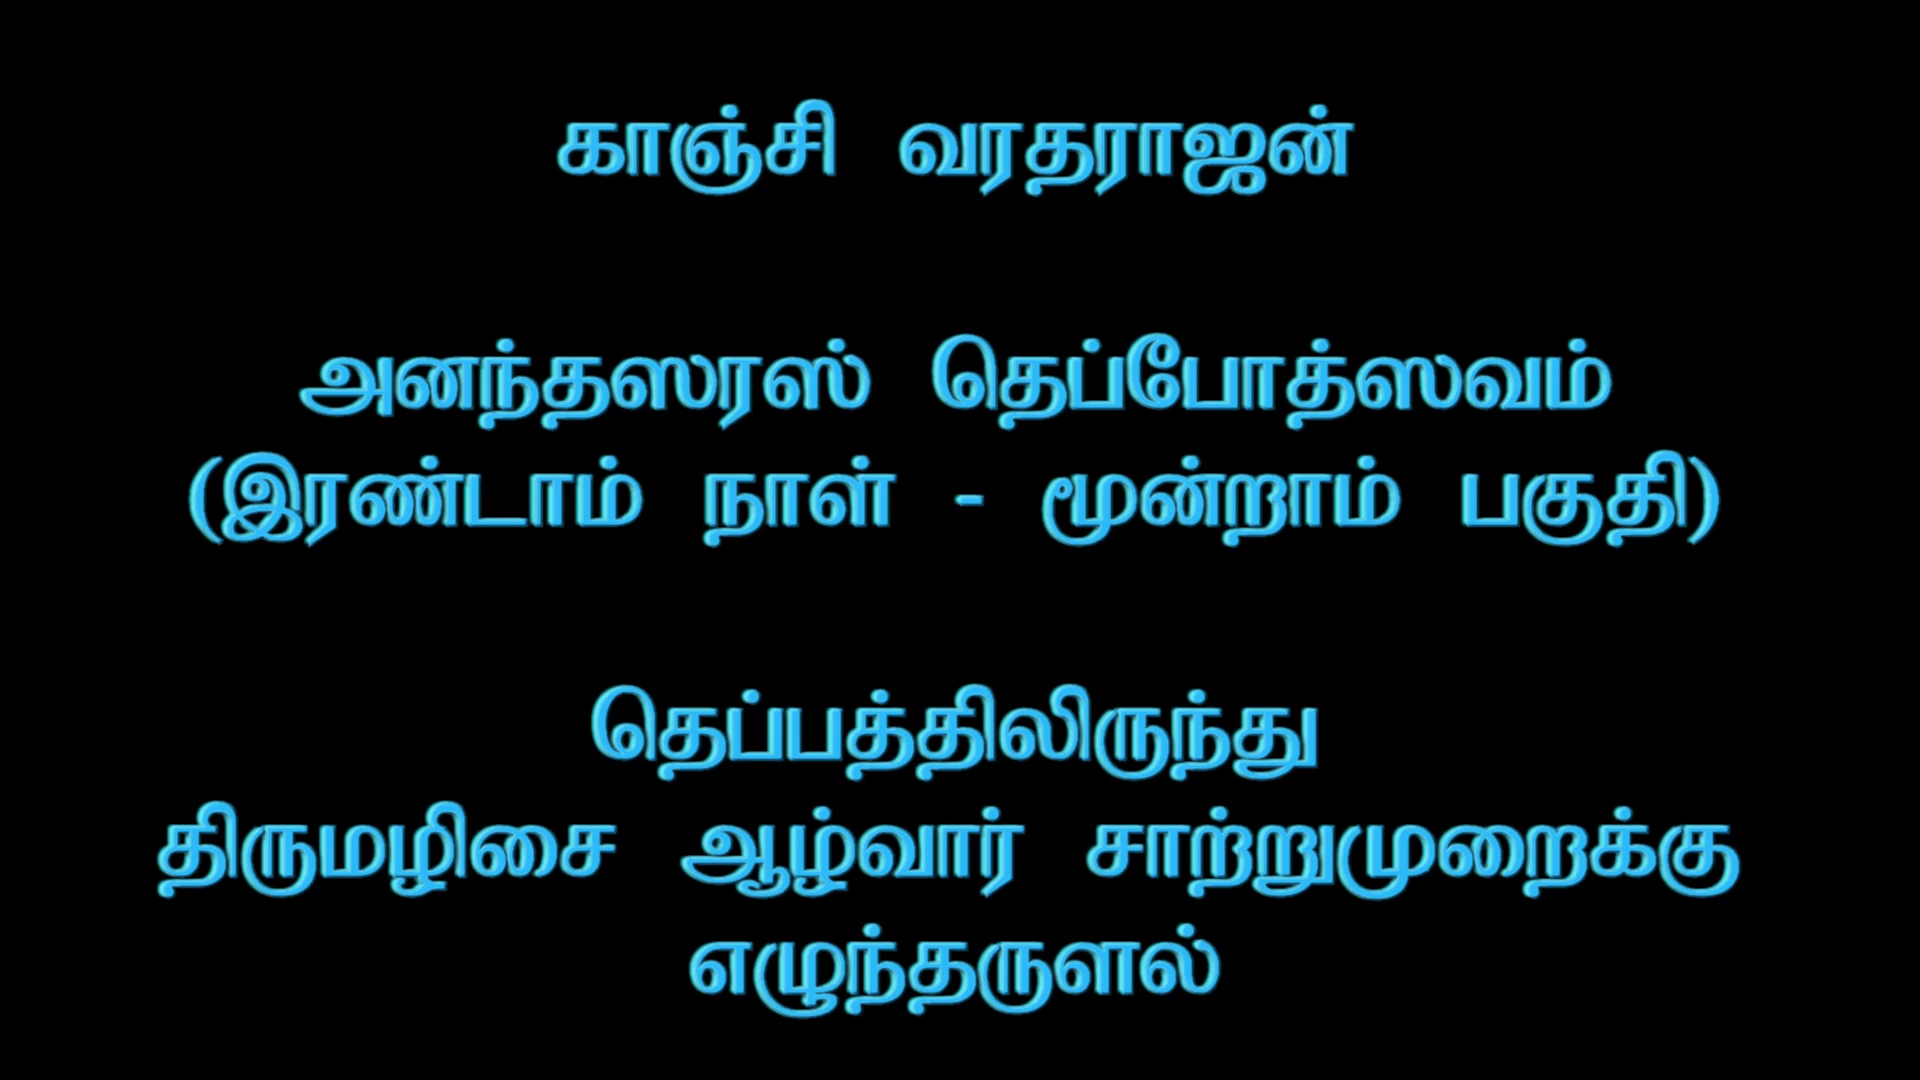 காஞ்சி வரதராஜன்
அனந்தஸரஸ் தெப்போத்ஸவம்
(இரண்டாம் நாள் - மூன்றாம் பகுதி)
தெப்பத்திலிருந்து
திருமழிசை ஆழ்வார் சாற்றுமுறைக்கு
எழுந்தருளல்